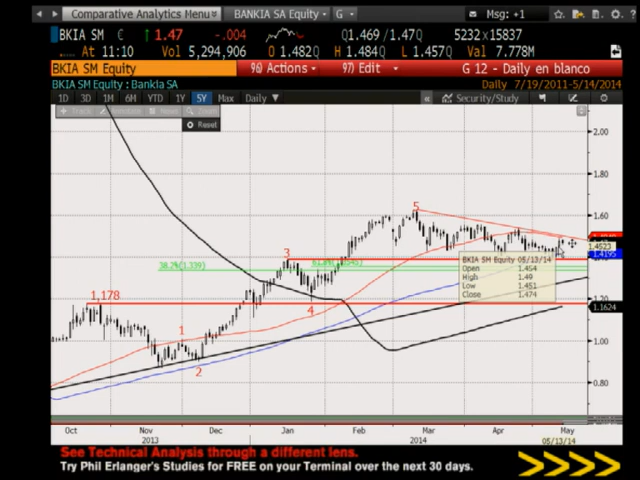 Comparative Analytics Menu BANKIA SA Equity G Msg: +1
BKIA SM € ↑ 1.47 -.004 Q1.469 / 1.47Q 5232x15837
At 11:10 Vol 5,294,906 O 1.482Q H 1.484Q L 1.457Q Val 7.778M
BKIA SM Equity 96) Actions 97) Edit G 12 - Daily en blanco
BKIA SM Equity : Bankia SA Daily 7/19/2011-5/14/2014
1D 3D 1M 6M YTD 1Y 5Y Max Daily ▼ « Security/Study
Reset
2.00
1.80
5
1.60
3
1.4195
38.2%(1.339)
BKIA SM Equity 05/13/14
Open 1.454
High 1.49
Low 1.451
Close 1.474
1,178
4
1.20
1.1624
1
1.00
2
0.80
Oct Nov Dec Jan Feb Mar Apr May
2013 2014 05/13/14
See Technical Analysis through a different lens.
Try Phil Erlanger's Studies for FREE on your Terminal over the next 30 days.